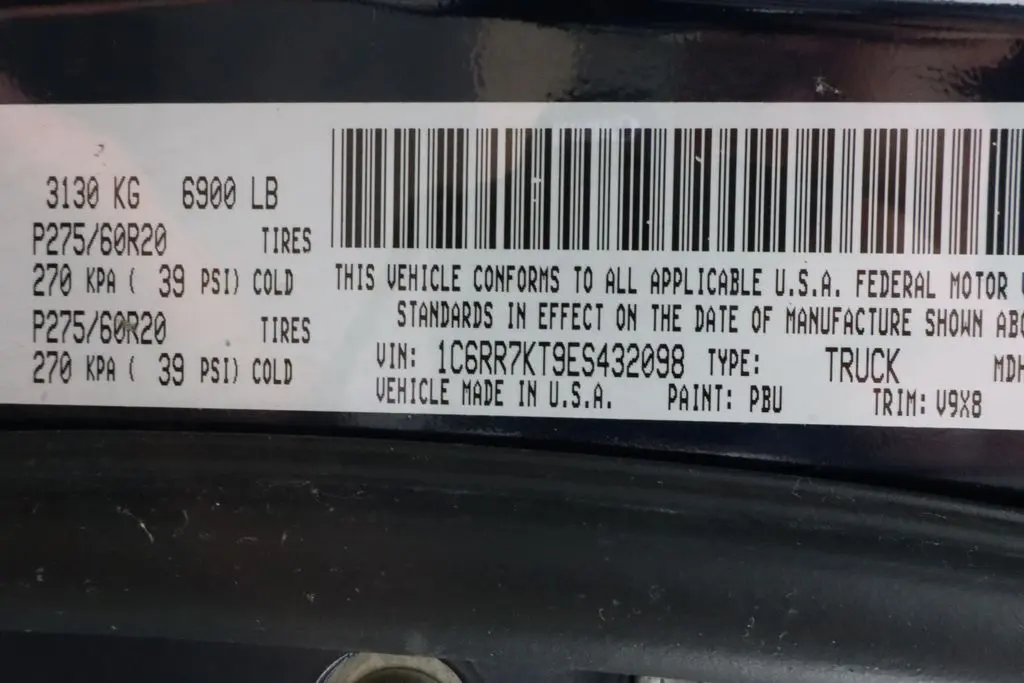 3130 KG 6900 LB
P275/60R20 TIRES
270 KPA ( 39 PSI) COLD
P275/60R20 TIRES
270 KPA ( 39 PSI) COLD
THIS VEHICLE CONFORMS TO ALL APPLICABLE U.S.A. FEDERAL MOTOR
STANDARDS IN EFFECT ON THE DATE OF MANUFACTURE SHOWN ABO
VIN: 1C6RR7KT9ES432098 TYPE: TRUCK MDH
VEHICLE MADE IN U.S.A. PAINT: PBU TRIM: V9X8